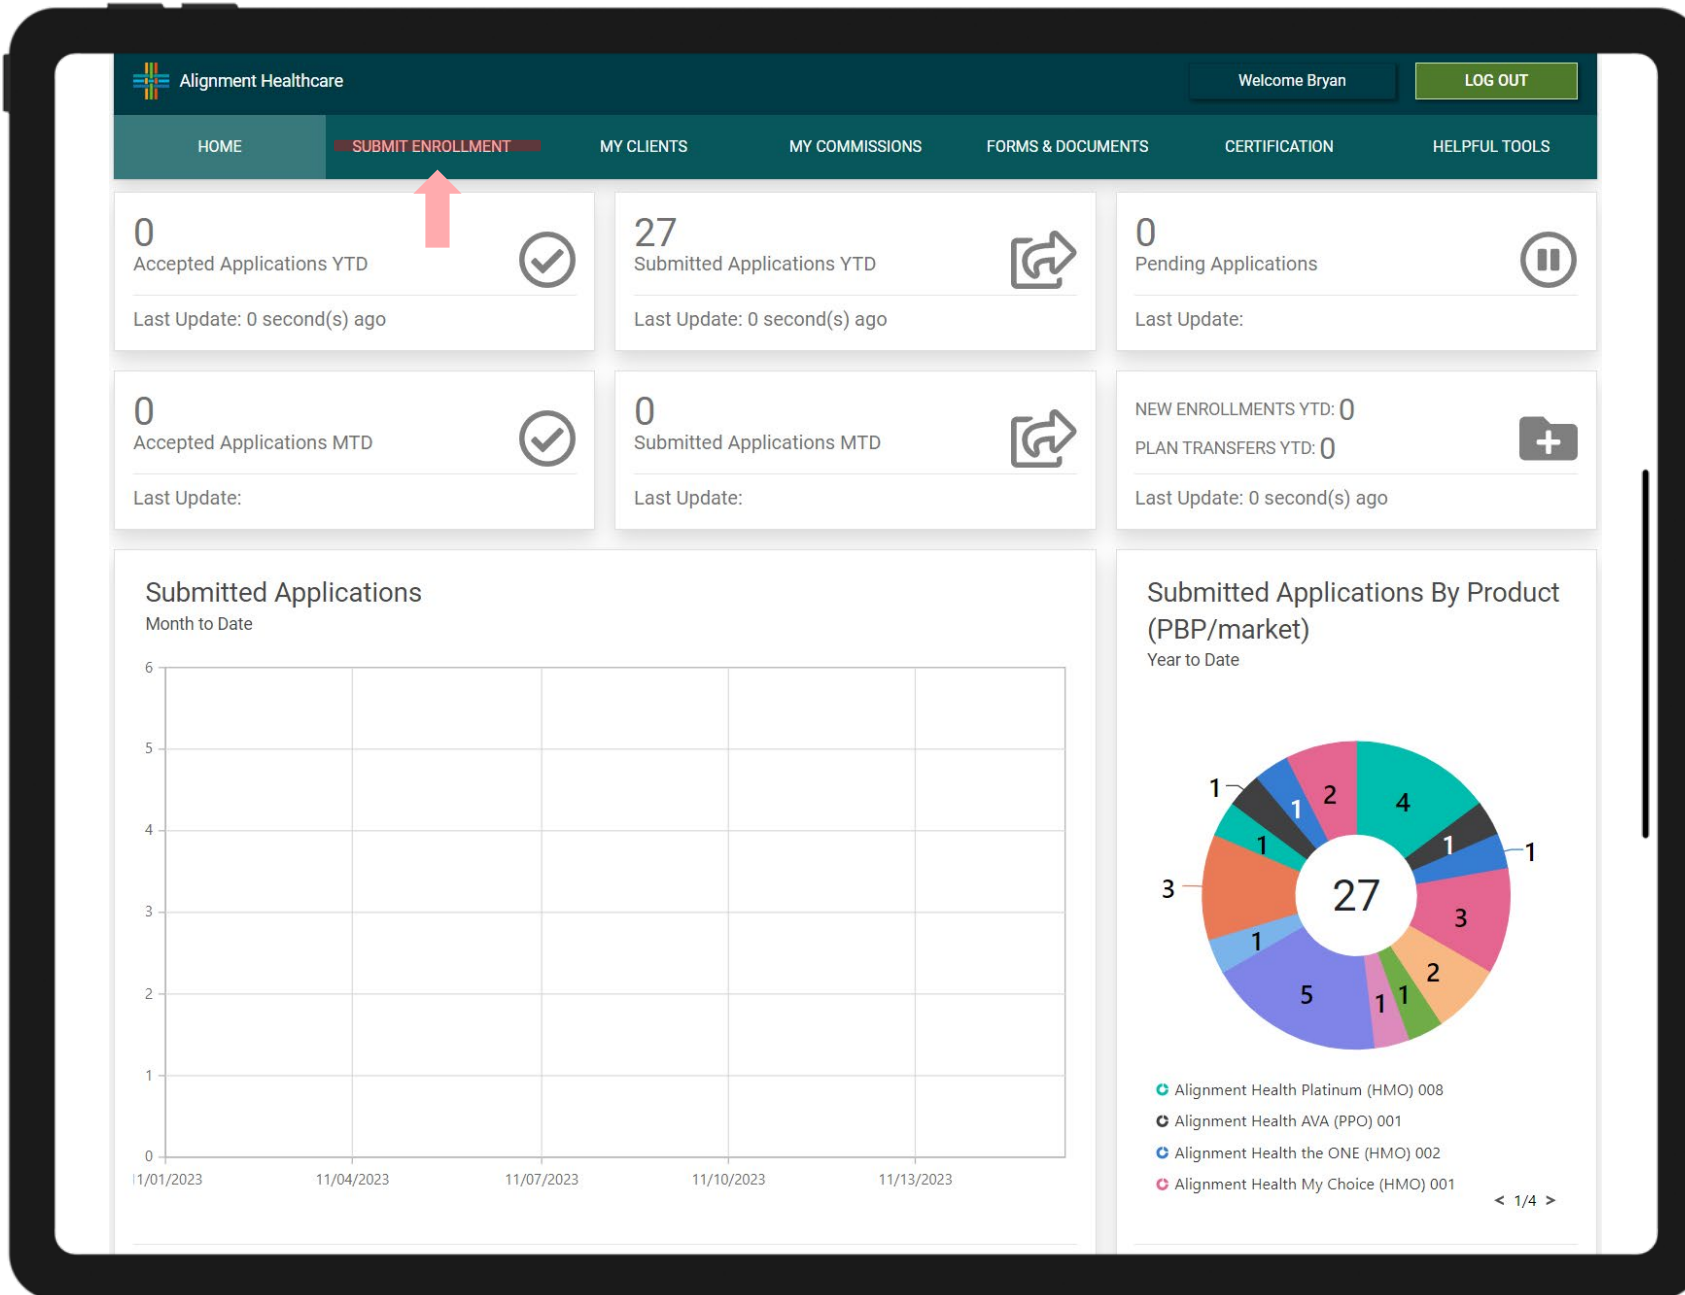 Alignment Healthcare
Welcome Bryan
LOG OUT
HOME
SUBMIT ENROLLMENT
MY CLIENTS
MY COMMISSIONS
FORMS & DOCUMENTS
CERTIFICATION
HELPFUL TOOLS
0
Accepted Applications YTD
Last Update: 0 second(s) ago
27
Submitted Applications YTD
Last Update: 0 second(s) ago
0
Pending Applications
Last Update:
0
Accepted Applications MTD
Last Update:
0
Submitted Applications MTD
Last Update:
NEW ENROLLMENTS YTD: 0
PLAN TRANSFERS YTD: 0
Last Update: 0 second(s) ago
Submitted Applications
Month to Date
6
5
4
3
2
1
0
11/01/2023
11/04/2023
11/07/2023
11/10/2023
11/13/2023
Submitted Applications By Product
(PBP/market)
Year to Date
4
1
1
3
2
1
1
5
1
3
1
1
1
2
27
Alignment Health Platinum (HMO) 008
Alignment Health AVA (PPO) 001
Alignment Health the ONE (HMO) 002
Alignment Health My Choice (HMO) 001
< 1/4 >